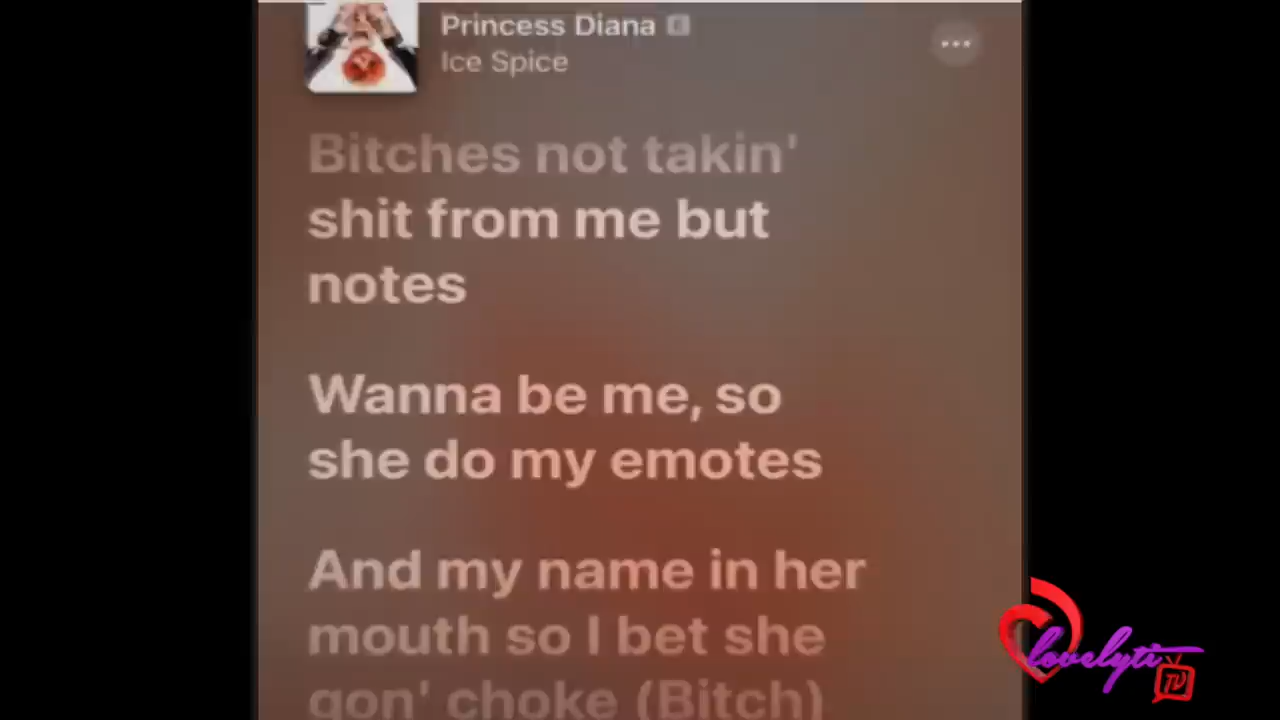 Princess Diana E
Ice Spice
Bitches not takin'
shit from me but
notes
Wanna be me, so
she do my emotes
And my name in her
mouth so I bet she
gon' choke (Bitch)
lovelyti
TV